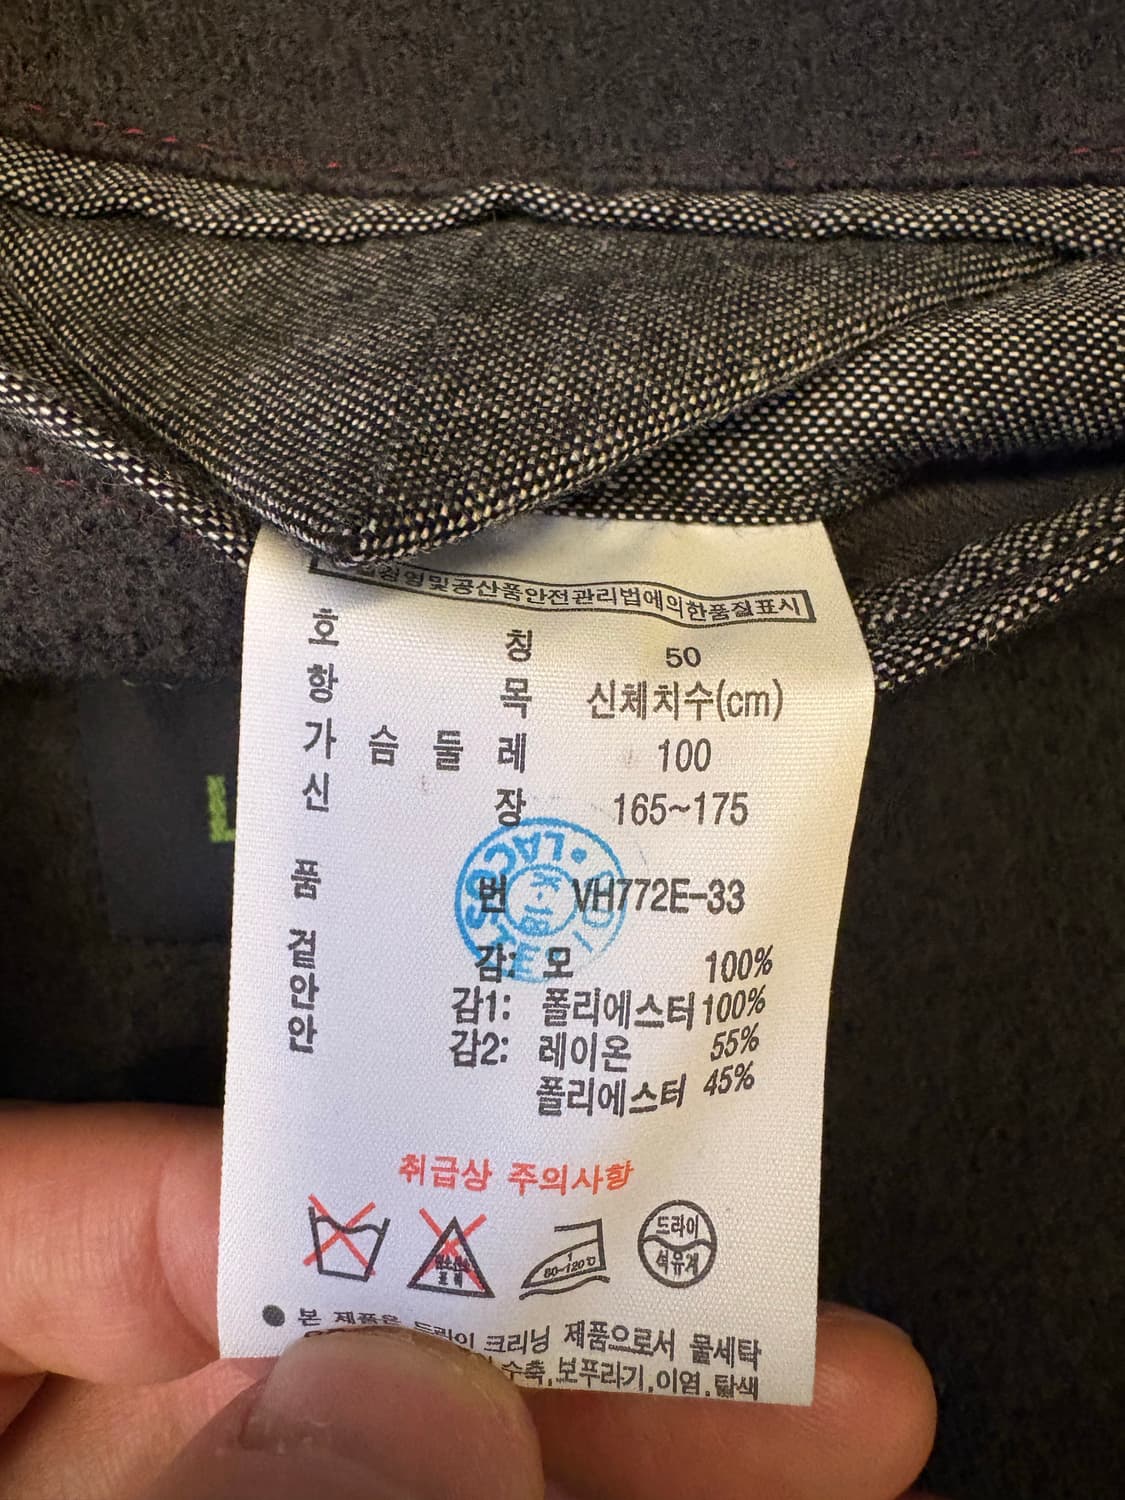 및공산품안전관리법에의한품질표시
호칭 50
항목 신체치수(cm)
가슴둘레 100
신장 165~175
품번 VH772E-33
LACOSTE
겉감: 모 100%
안감1: 폴리에스터 100%
안감2: 레이온 55%
폴리에스터 45%
취급상 주의사항
1
80~120℃
드라이
석유계
본 제품은 드라이 크리닝 제품으로서 물세탁
수축,보푸라기,이염,탈색
L